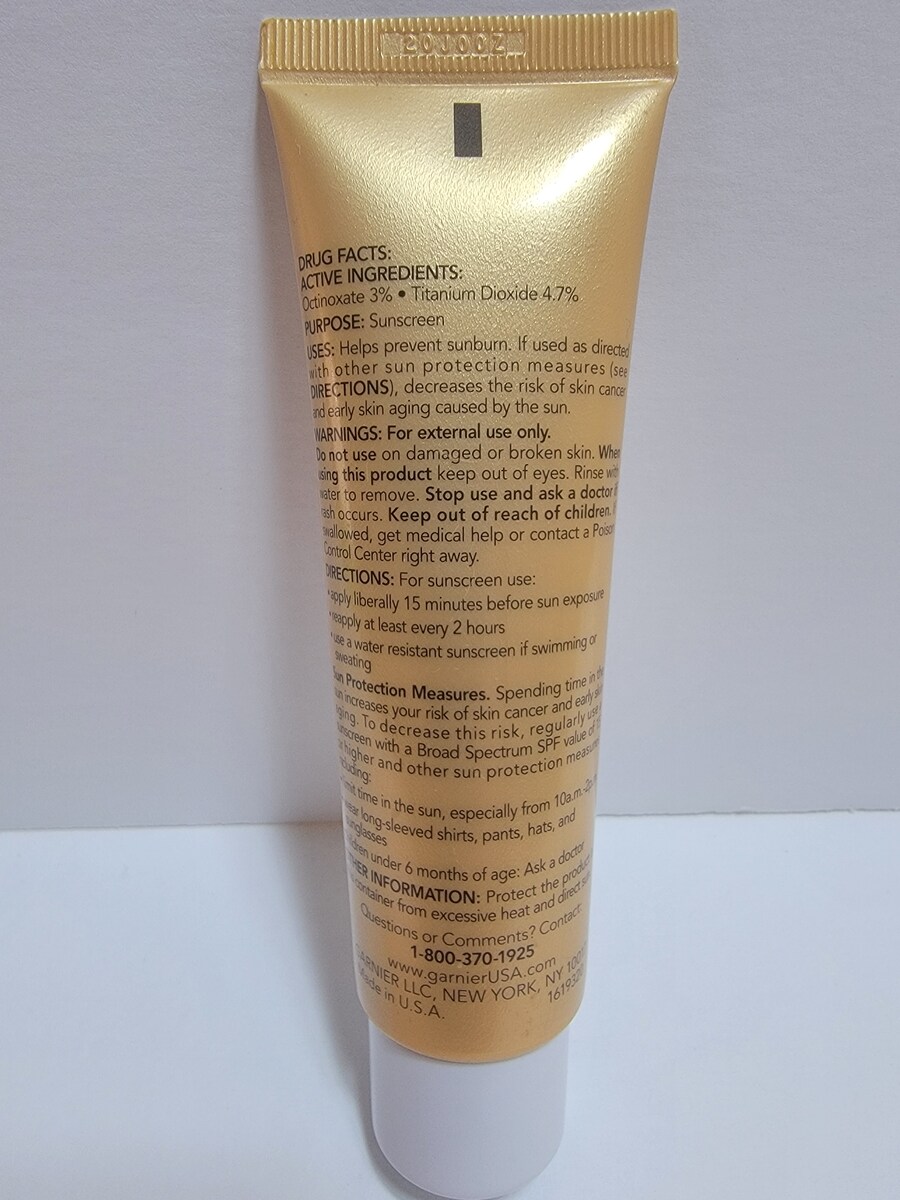 DRUG FACTS:
ACTIVE INGREDIENTS:
Octinoxate 3% • Titanium Dioxide 4.7%
PURPOSE: Sunscreen
USES: Helps prevent sunburn. If used as directed
with other sun protection measures (see
DIRECTIONS), decreases the risk of skin cancer
and early skin aging caused by the sun.
WARNINGS: For external use only.
Do not use on damaged or broken skin. When
using this product keep out of eyes. Rinse with
water to remove. Stop use and ask a doctor if
rash occurs. Keep out of reach of children. If
swallowed, get medical help or contact a Poison
Control Center right away.
DIRECTIONS: For sunscreen use:
• apply liberally 15 minutes before sun exposure
• reapply at least every 2 hours
• use a water resistant sunscreen if swimming or
sweating
Sun Protection Measures. Spending time in the
sun increases your risk of skin cancer and early skin
aging. To decrease this risk, regularly use
sunscreen with a Broad Spectrum SPF value of
or higher and other sun protection measures
including:
limit time in the sun, especially from 10a.m.-2p.m.
wear long-sleeved shirts, pants, hats, and
sunglasses
children under 6 months of age: Ask a doctor
OTHER INFORMATION: Protect the product
container from excessive heat and direct sun
Questions or Comments? Contact:
1-800-370-1925
www.garnierUSA.com
GARNIER LLC, NEW YORK, NY
Made in U.S.A.